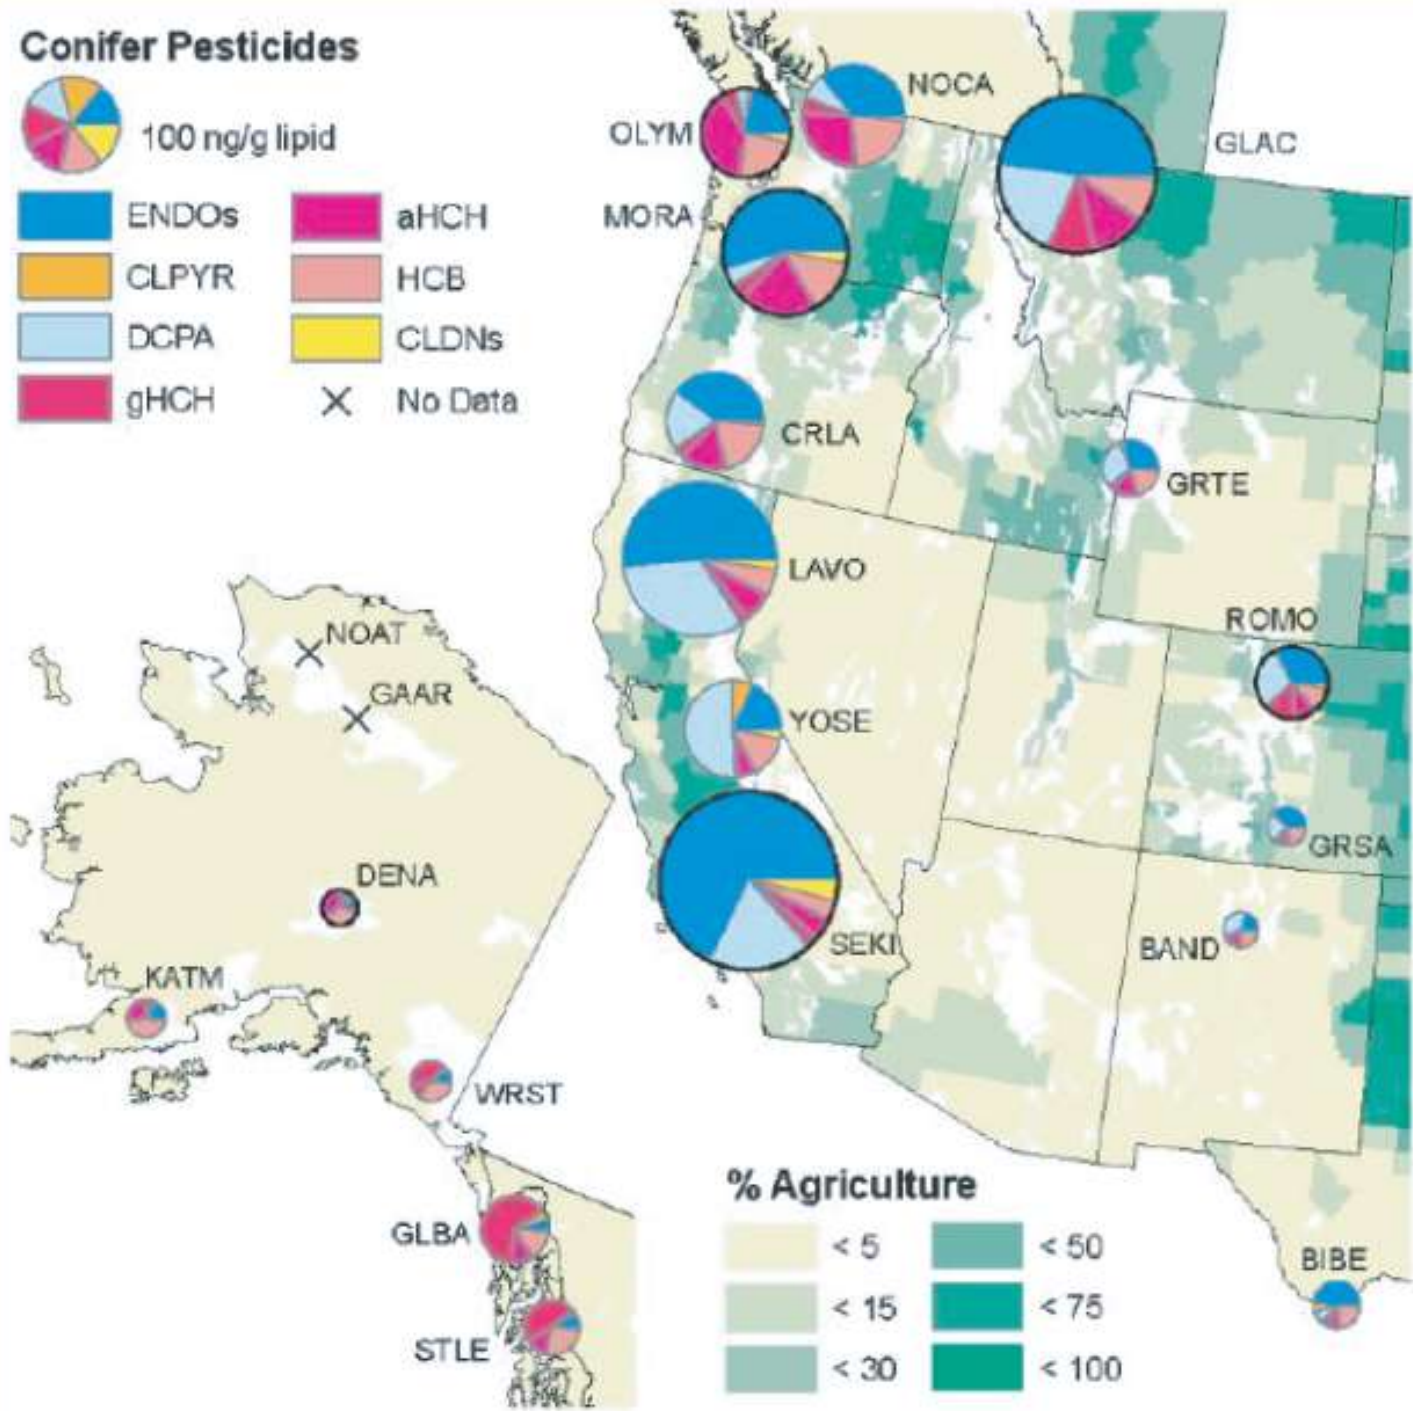 Conifer Pesticides
100 ng/g lipid
ENDOs
aHCH
CLPYR
HCB
DCPA
CLDNs
gHCH
No Data
NOCA
OLYM
GLAC
MORA
CRLA
GRTE
LAVO
ROMO
NOAT
GAAR
YOSE
GRSA
DENA
SEKI
BAND
KATM
WRST
GLBA
STLE
BIBE
% Agriculture
< 5
< 50
< 15
< 75
< 30
< 100